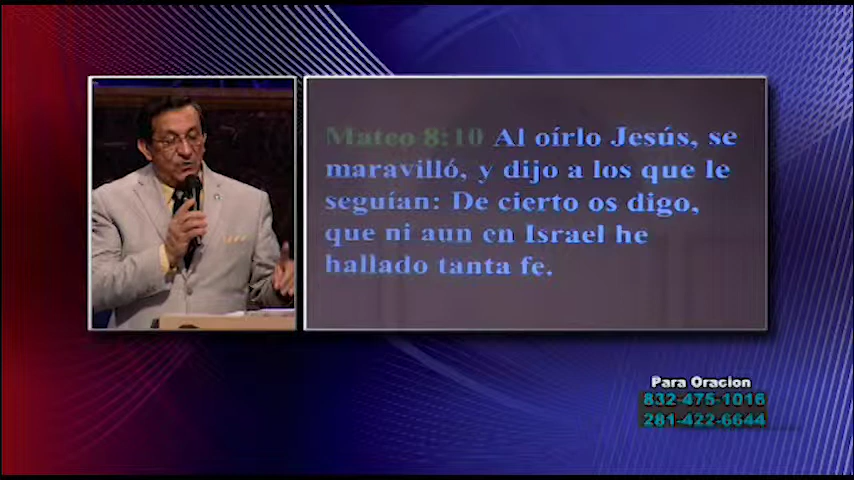 Mateo 8:10 Al oírlo Jesús, se
maravilló, y dijo a los que le
seguían: De cierto os digo,
que ni aun en Israel he
hallado tanta fe.
Para Oracion
832-475-1016
281-422-6644